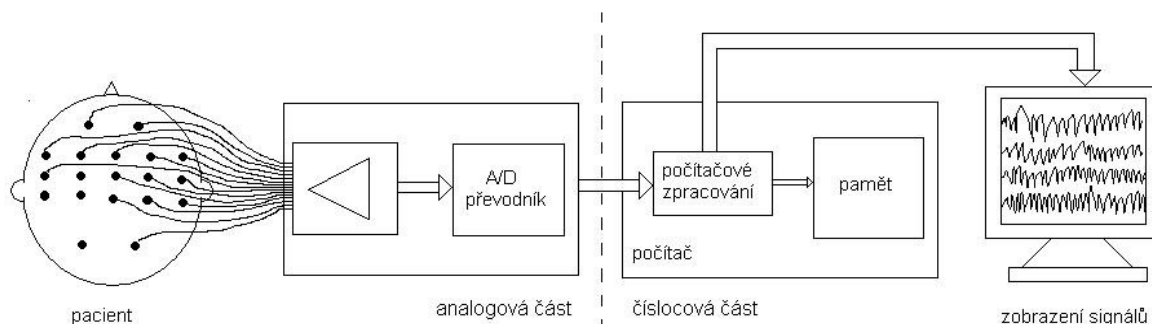 A/D
převodník
počítačové
zpracování
pamět
počítač
pacient
analogová část
číslocová část
zobrazení signálů